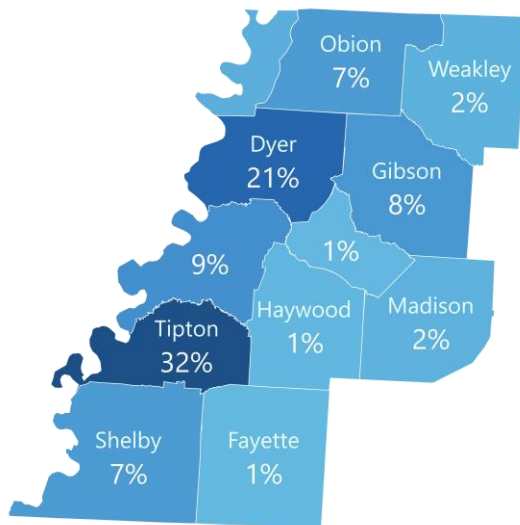 Obion
7%
Weakley
2%
Dyer
21%
Gibson
8%
1%
9%
Haywood
1%
Madison
2%
Tipton
32%
Shelby
7%
Fayette
1%